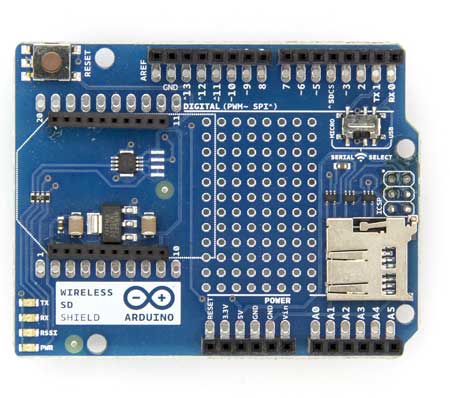 RESET
AREF
GND
~13
~12
~11
~10
~9
8
7
~6
~5
~SDCS
~3
2
TX 1
RX 0
20
11
DIGITAL (PWM~ SPI*)
MICRO
USB
SERIAL SELECT
ICSP
1
10
WIRELESS
SD
SHIELD
ARDUINO
TX
RX
RSSI
PWR
POWER
RESET
3.3V
5V
GND
GND
Vin
A0
A1
A2
A3
A4
A5